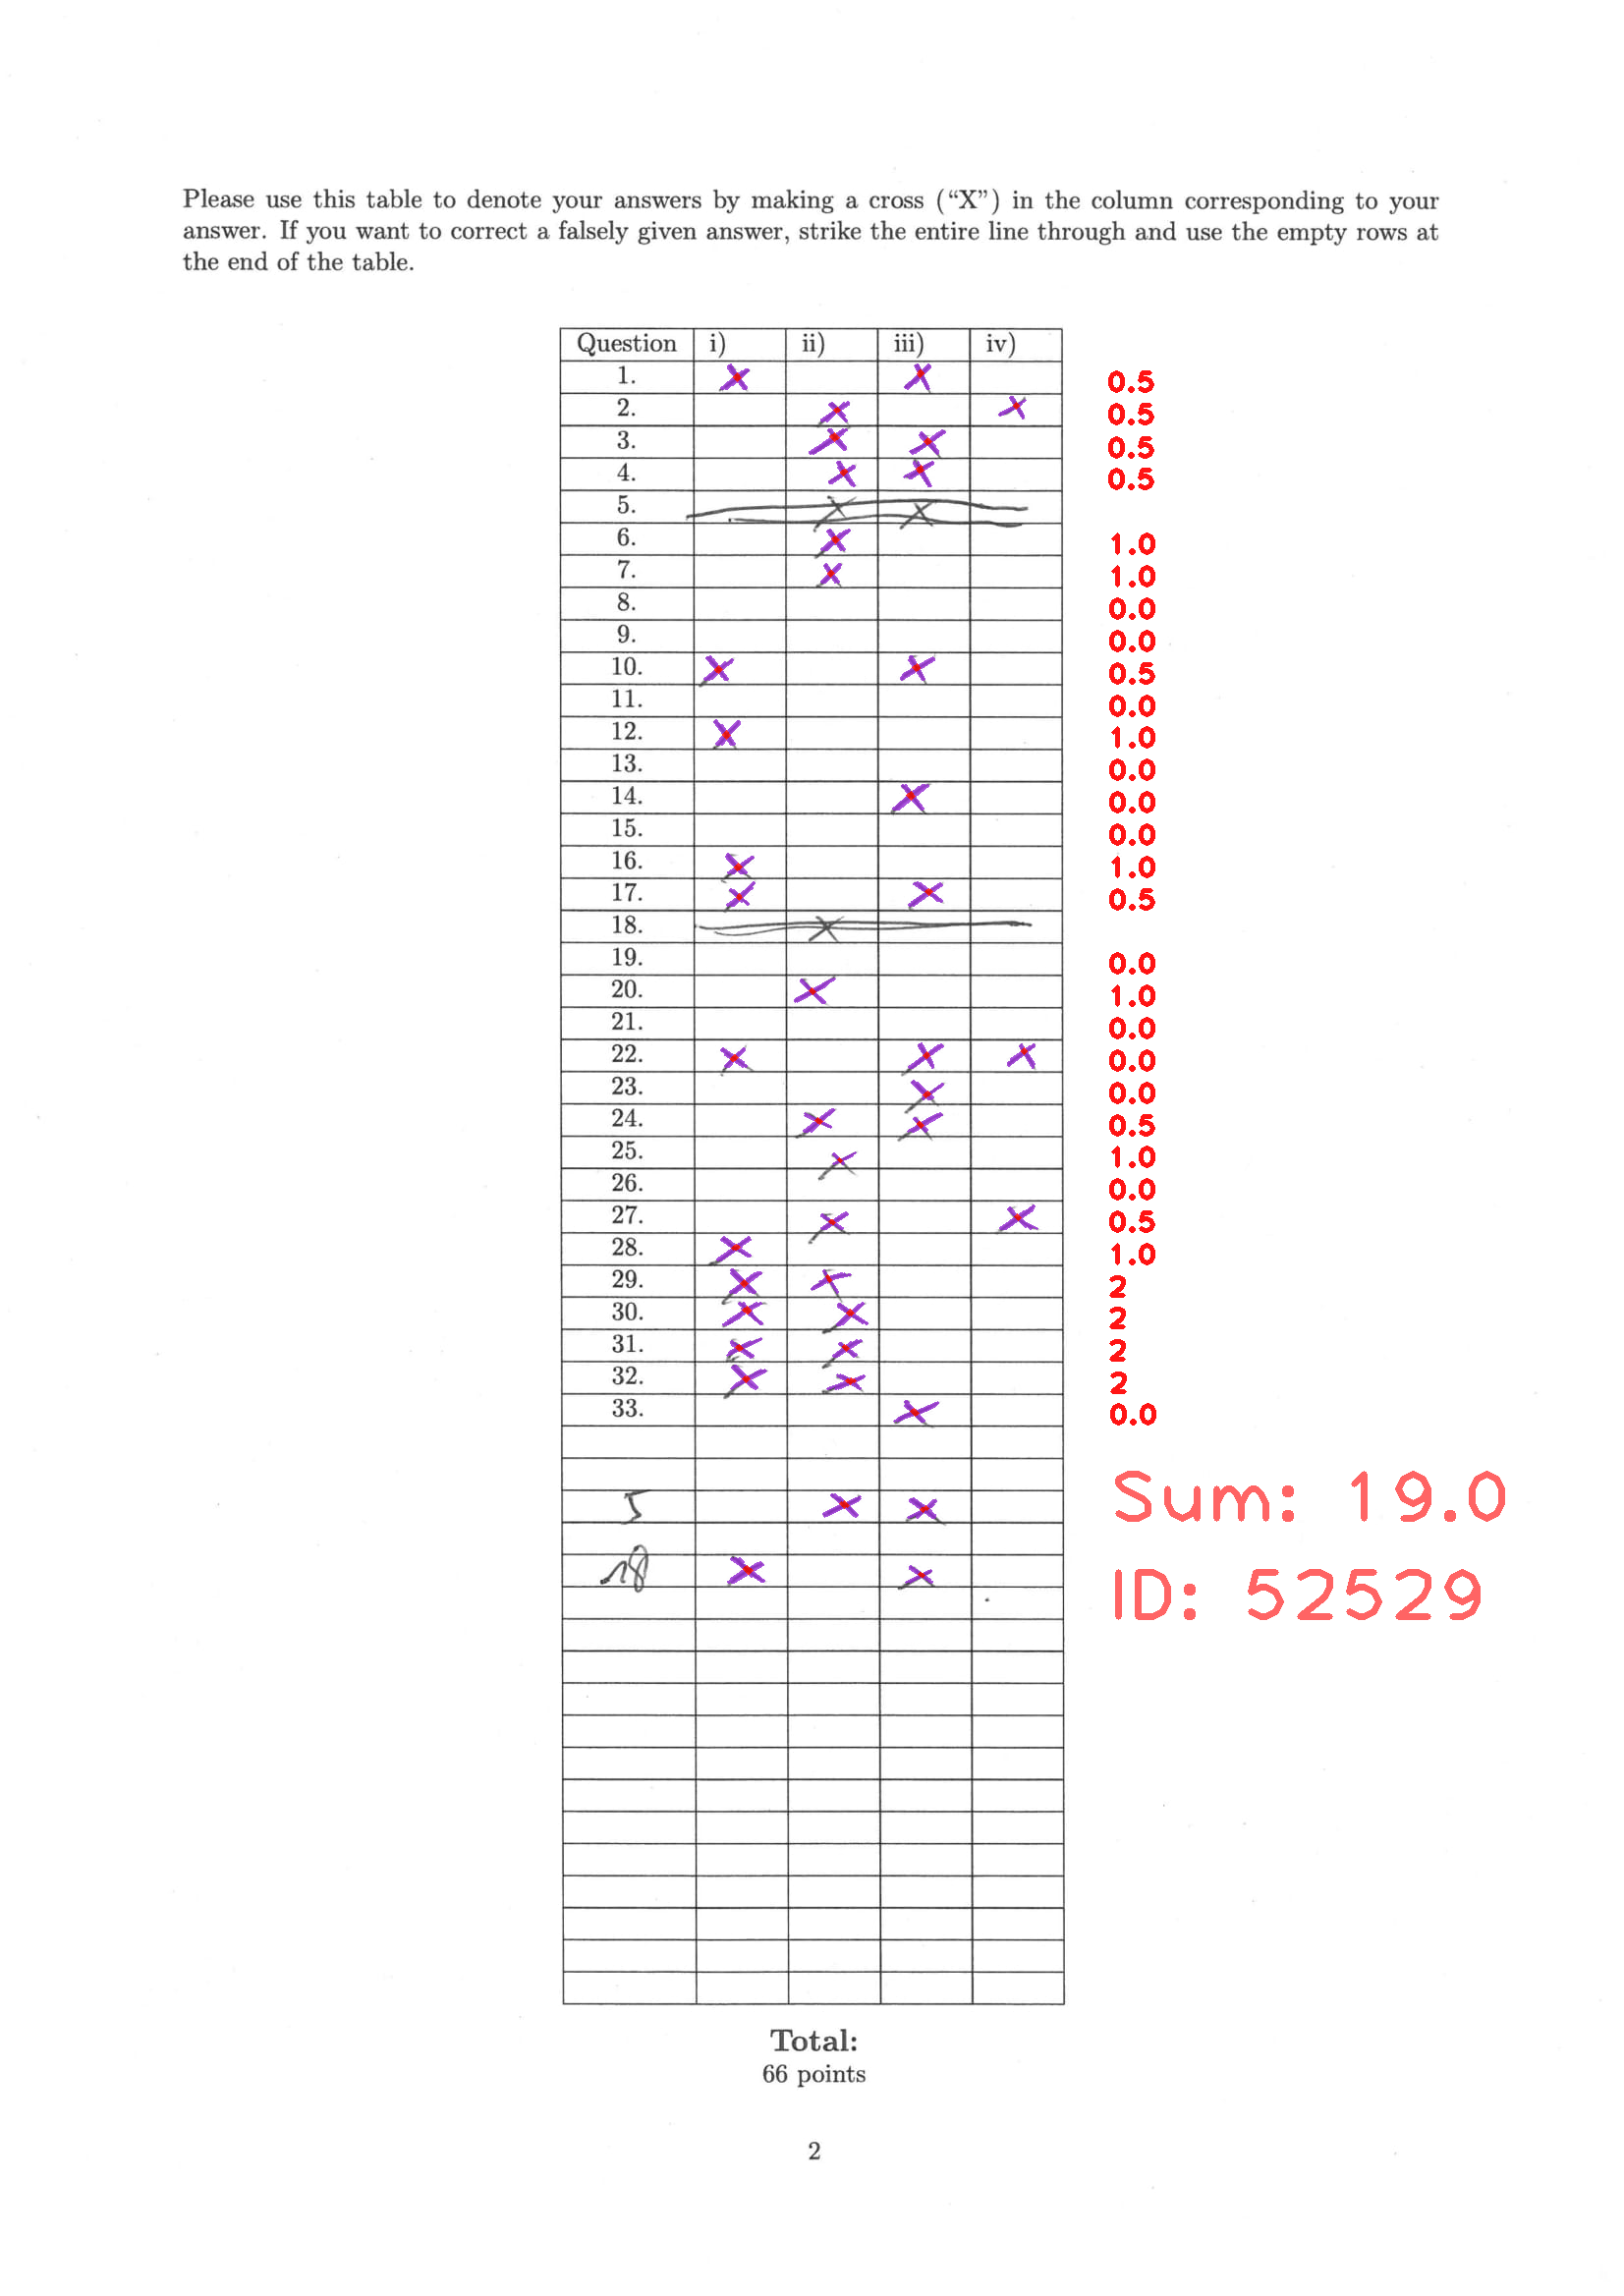 Please use this table to denote your answers by making a cross (“X”) in the column corresponding to your
answer. If you want to correct a falsely given answer, strike the entire line through and use the empty rows at
the end of the table.
Question i) ii) iii) iv)
1. X X 0.5
2. X X 0.5
3. X X 0.5
4. X X 0.5
5. X X
6. X 1.0
7. X 1.0
8. 0.0
9. 0.0
10. X X 0.5
11. 0.0
12. X 1.0
13. 0.0
14. X 0.0
15. 0.0
16. X 1.0
17. X X 0.5
18. X
19. 0.0
20. X 1.0
21. 0.0
22. X X X 0.0
23. X 0.0
24. X X 0.5
25. X 1.0
26. 0.0
27. X X 0.5
28. X 1.0
29. X X 2
30. X X 2
31. X X 2
32. X X 2
33. X 0.0
5 X X
Sum: 19.0
18 X X
ID: 52529
Total:
66 points
2